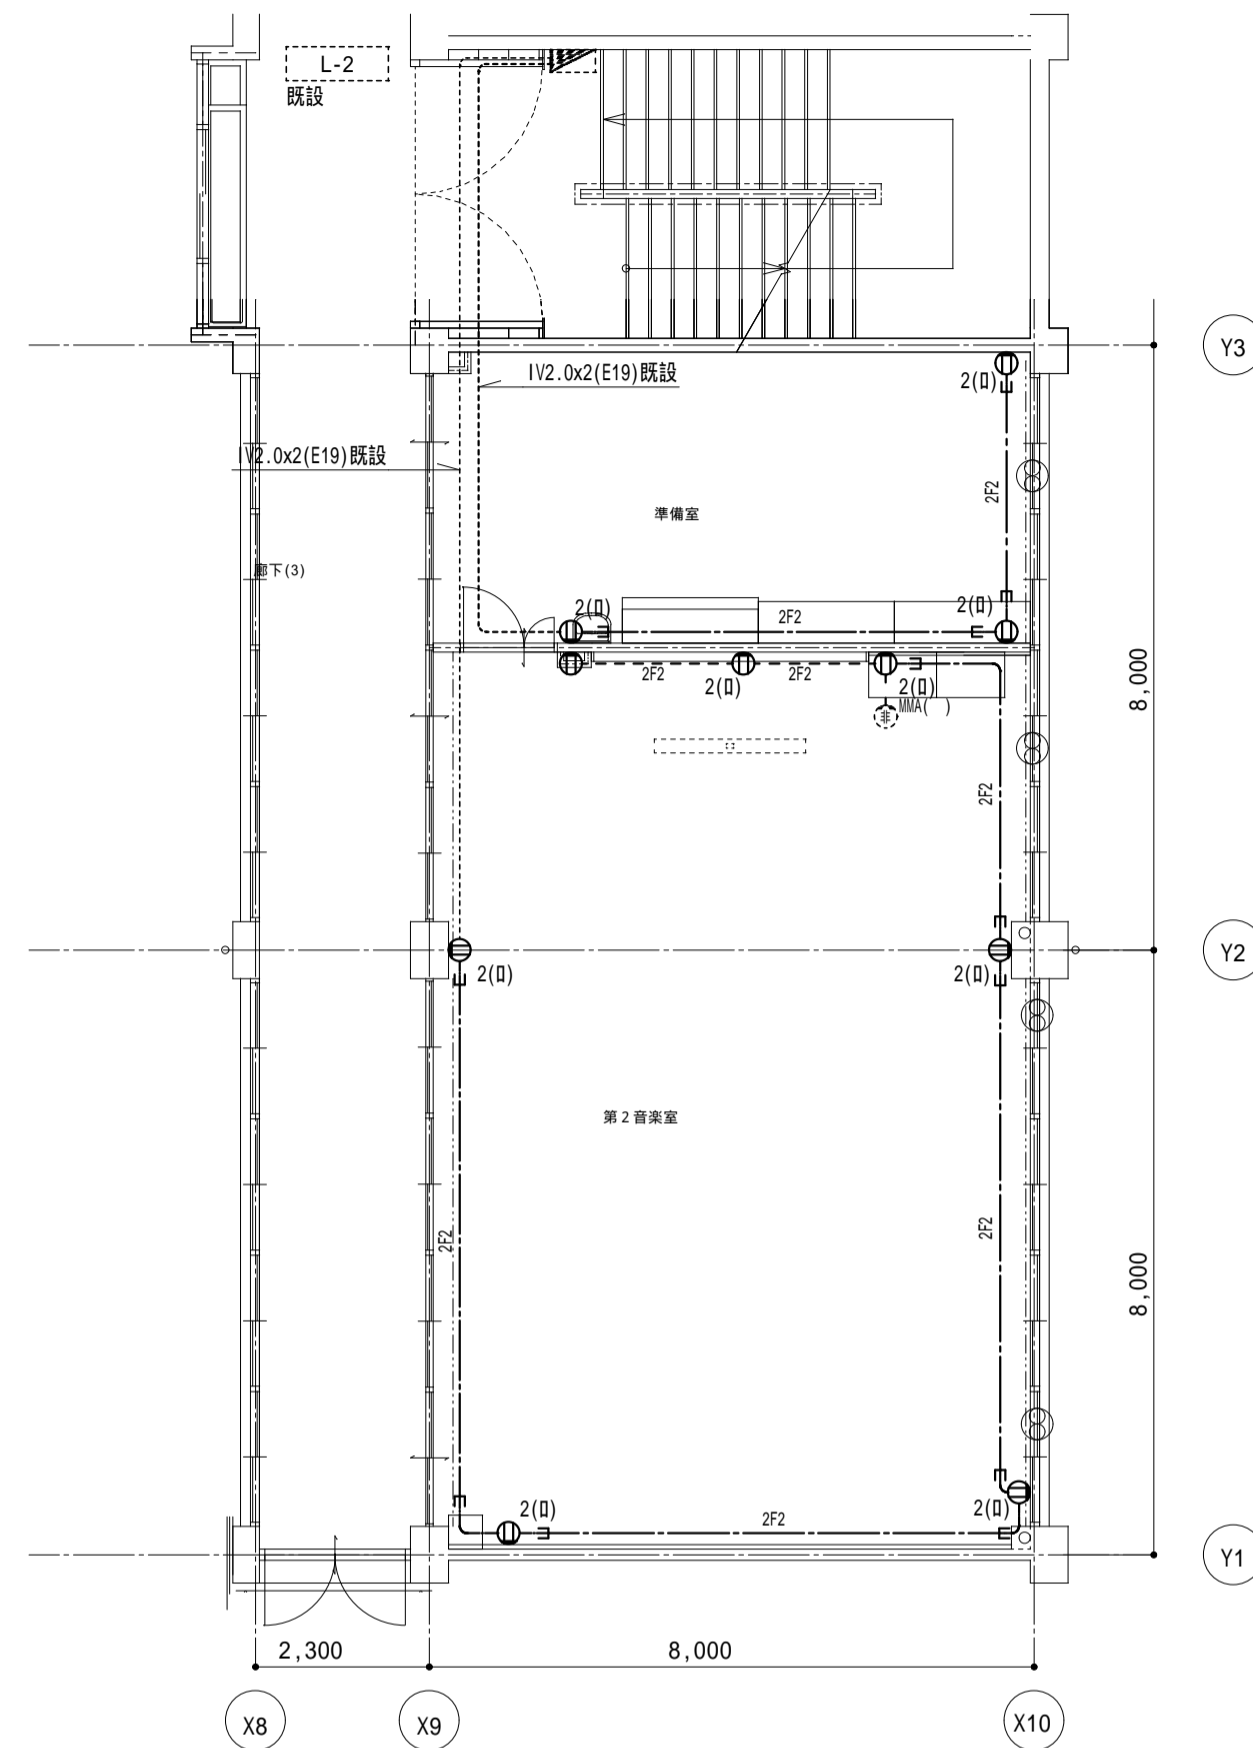 L-2
既設
Y3
IV2.0x2(E19)既設
2(ロ)
IV2.0x2(E19)既設
2F2
準備室
廊下(3)
2(ロ)
2(ロ)
2F2
2F2
2F2
2(ロ)
2(ロ)
MMA( )
8,000
2F2
Y2
2(ロ)
2(ロ)
第2音楽室
2F2
2F2
8,000
2(ロ)
2(ロ)
2F2
Y1
2,300
8,000
X8
X9
X10